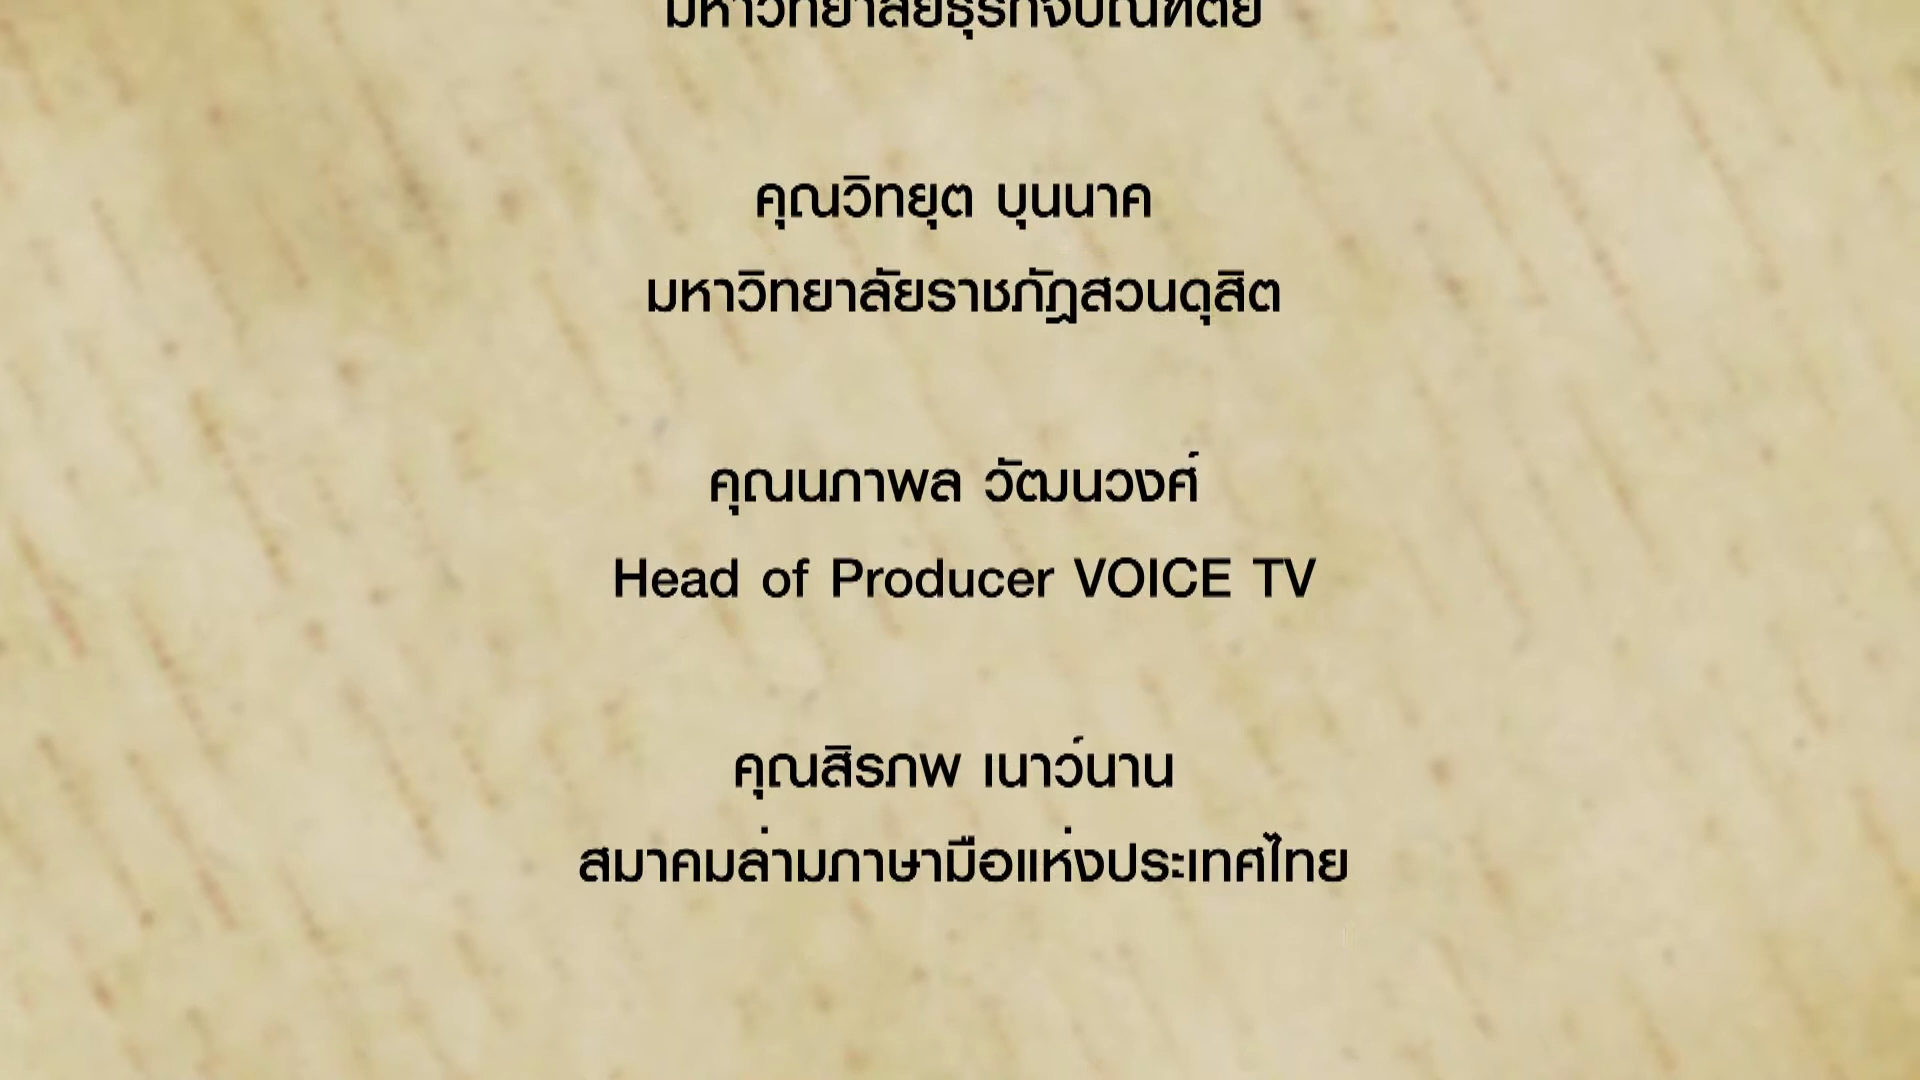 มหาวิทยาลัยธุรกิจบัณฑิตย์
คุณวิทยุต บุนนาค
มหาวิทยาลัยราชภัฏสวนดุสิต
คุณนภาพล วัฒนวงศ์
Head of Producer VOICE TV
คุณสิรภพ เนาว์นาน
สมาคมล่ามภาษามือแห่งประเทศไทย